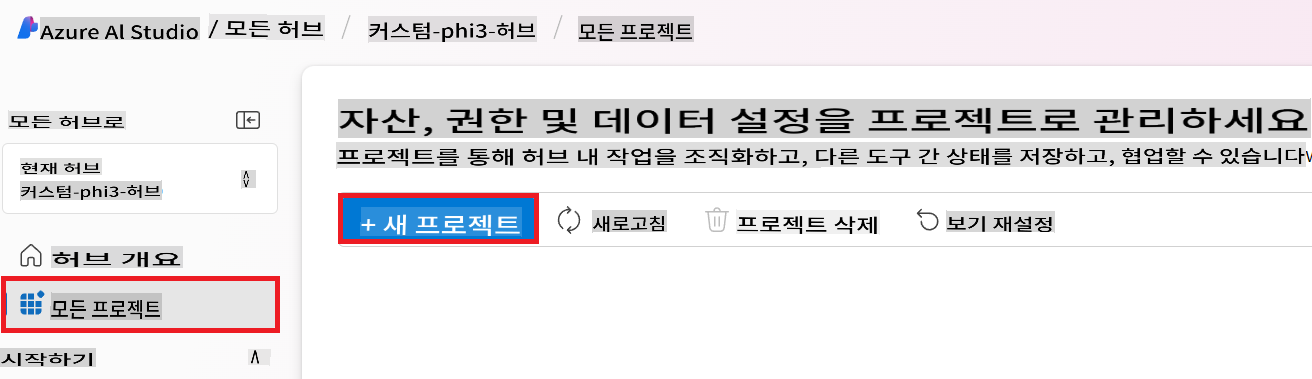 Azure AI Studio / 모든 허브 / 커스텀-phi3-허브 / 모든 프로젝트
모든 허브로
현재 허브
커스텀-phi3-허브
허브 개요
모든 프로젝트
시작하기
자산, 권한 및 데이터 설정을 프로젝트로 관리하세요
프로젝트를 통해 허브 내 작업을 조직화하고, 다른 도구 간 상태를 저장하고, 협업할 수 있습니다
+ 새 프로젝트 새로고침 프로젝트 삭제 보기 재설정